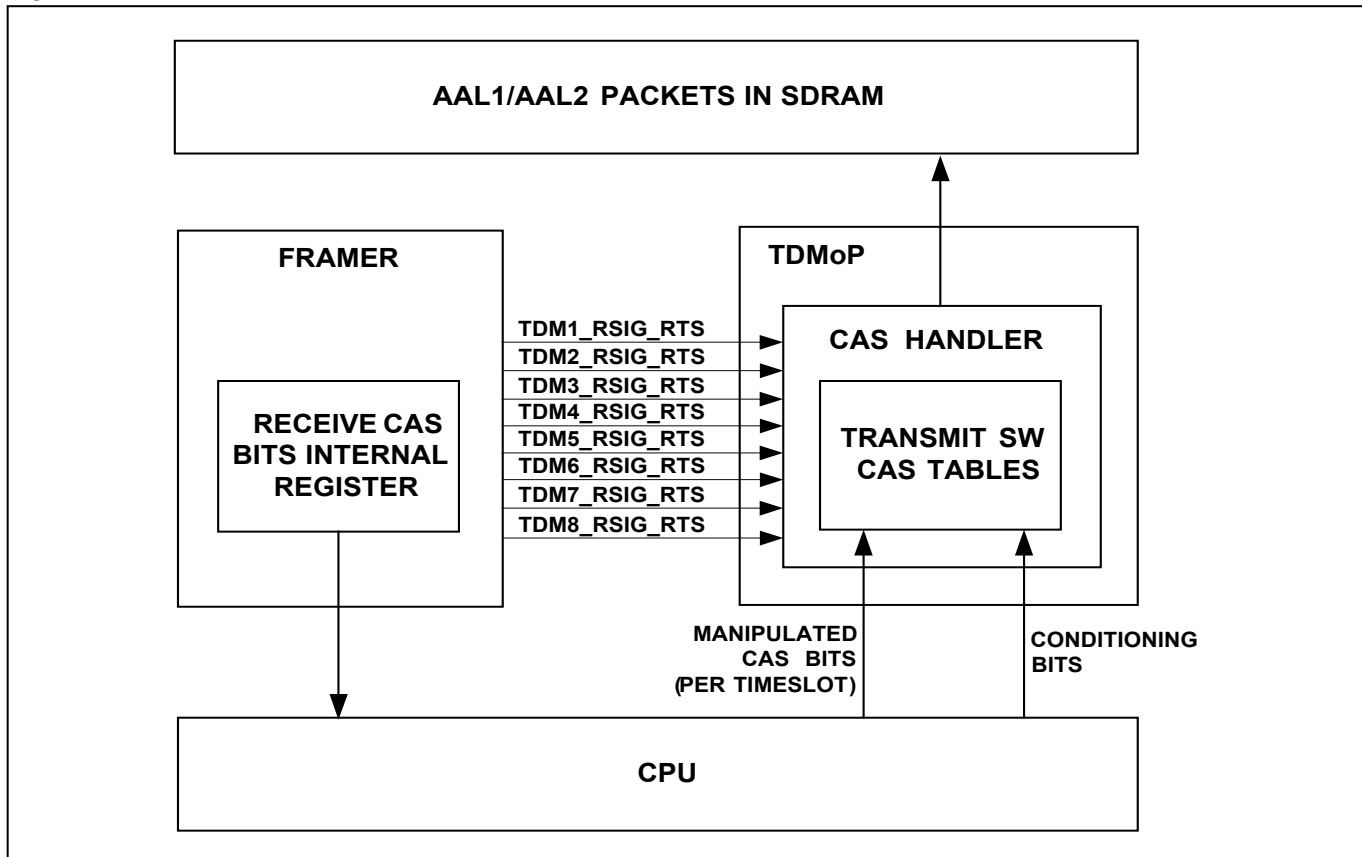 AAL1/AAL2 PACKETS IN SDRAM
FRAMER
TDMoP
TDM1_RSIG_RTS
TDM2_RSIG_RTS
TDM3_RSIG_RTS
TDM4_RSIG_RTS
TDM5_RSIG_RTS
TDM6_RSIG_RTS
TDM7_RSIG_RTS
TDM8_RSIG_RTS
CAS HANDLER
RECEIVE CAS
BITS INTERNAL
REGISTER
TRANSMIT SW
CAS TABLES
MANIPULATED
CAS BITS
(PER TIMESLOT)
CONDITIONING
BITS
CPU